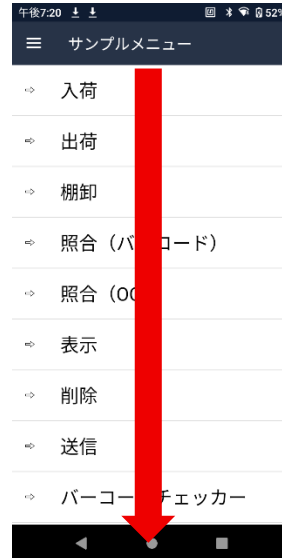 午後7:20 52%
サンプルメニュー
入荷
出荷
棚卸
照合（バ コード）
照合（OC
表示
削除
送信
バーコー チェッカー